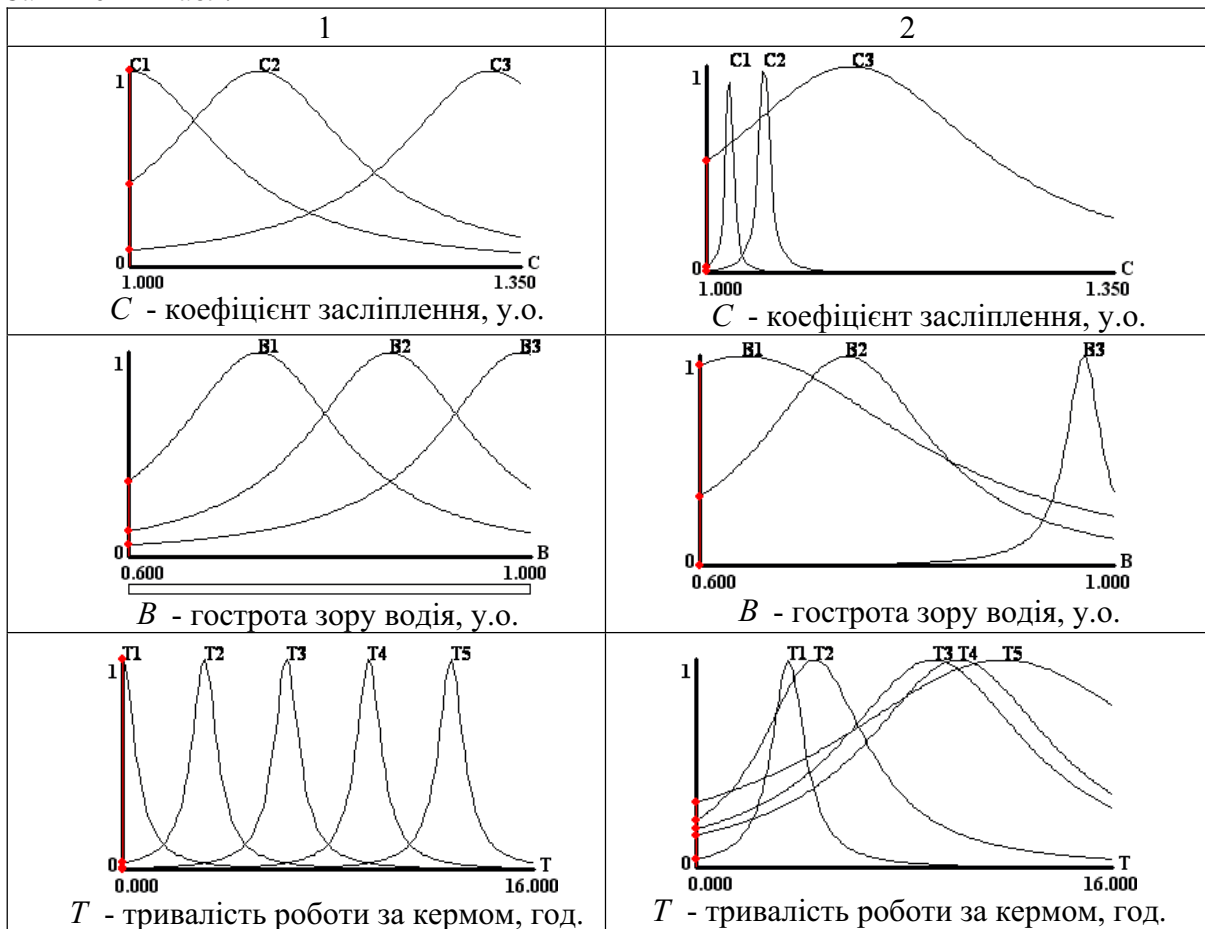 1 2
C1 C2 C3
1
0 C
1.000 1.350
C - коефіцієнт засліплення, у.о.
C1 C2 C3
1
0 C
1.000 1.350
C - коефіцієнт засліплення, у.о.
B1 B2 B3
1
0 B
0.600 1.000
B - гострота зору водія, у.о.
B1 B2 B3
1
0 B
0.600 1.000
B - гострота зору водія, у.о.
T1 T2 T3 T4 T5
1
0 T
0.000 16.000
T - тривалість роботи за кермом, год.
T1 T2 T3 T4 T5
1
0 T
0.000 16.000
T - тривалість роботи за кермом, год.